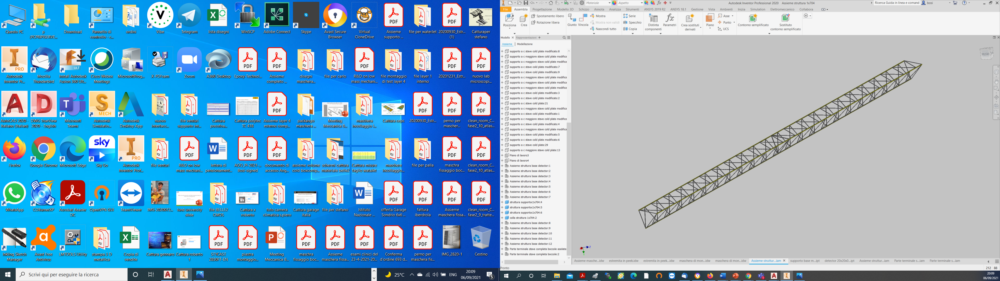 Questo PC
p (PCPRIPISERVE...
Download
Pannello di controllo - c...
ordini
Vibe
Telegram
lista disegni
WinSCP
Adobe Connect
Skype
Avast Secure Browser
Virtual CloneDrive
Assieme supporto ...
file per waterJet
20200930_Estr... (1)
Catturaper stefano
Autodesk Inventor Pr...
Mozilla Thunderbird
Install Autodesk Fusion 360 Ult...
Cisco Webex Meetings
MicrosoftProg...
X-PDFsam
Zoom
A360 Desktop
Epoxy-Technol...
Assieme completo ...
disegni maschera...
file per carlo
R&D on low mass mechani...
file montaggio di test layer 4
file layer 1 interno
20201231_Estr...
nuovo lab microscopi...
AutoCAD 2020 - Italiano (Italian)
DWG TrueView 2020 - English
Microsoft Teams
Autodesk Simulatio...
Autodesk Desktop App
nuovo interfacc...
file venturi supporto int...
Cattura pocofoa...
Cattura polytec TC 418
Assieme layer 4 esterno comp...
packango maschera ...
Meeting Meccanica B...
maschera incollaggio l...
Cattura cepc
20200930_Estr...
perno per mascher...
clean_room_C... fase2_10_atlas...
Firefox
Google Chrome
Microsoft Edge
Sky Go
Autodesk Inventor Prof...
file venturi
R&D on low mass mechani...
lettera di pensionament...
AOO_PI-2021-... Bosi-signed
documento di accesso Ang...
assieme volume cold boxcomp...
schermi cattura materiale belle2
Cattura misure taglio wataJet
maschere incollaggio...
file per palla
maschra fissaggio boc...
clean_room_C... fase2_10_atlas...
WhatsApp
CDBurnerXP
Acrobat Reader DC
OpenVPN GUI
TeamViewer
IMG-2020072...
lund university slide
file BELLE2 CMOS
Cattura x roberto
foto camera climatica s.piero
Cattura garage italia
file per stefano
Istituto Nazionale ...
offerta Garage Sondrio 6x6 ...
fattura iberdrola
Assieme maschera fissa...
clean_room_C... fase2_9_tratte...
Inkling Sketch Manager
Avast Free Antivirus
LMTOOLS Utility
stampa 3 D metallica
Copia di vendite
Cattura gennaro
Cattura roberto 1
STYCAST 2850FT-EN
piastra montaggio...
Meeting Meccanica B...
maschra fissaggio boc...
Assieme maschera fissa...
esami clinici del 23-4-2021-20...
Conferma d'ordine 693 d...
perno per maschera fis...
IMG_2820-1
Cestino
Scrivi qui per eseguire la ricerca
25°C
ENG
20:09
06/09/2021
5
Materiale
Aspetto
Autodesk Inventor Professional 2020 Assieme struttura 1x704
Ricerca Guida in linea e comand
bosi
File Assembla Progettazione Modello 3D Schizzo Annota Analizza Strumenti ANSYS 2019 R2 ANSYS 18.1 Gestione Vista Ambienti Inizia Simulation Elettromeccanico Collabora
Posiziona
Crea
Spostamento libero
Rotazione libera
Giunto
Vincola
Mostra
Mostra non validi
Nascondi tutto
Serie
Specchio
Copia
Distinta componenti
fx
Parametri
Crea sostituti derivati
Piano
Asse
Punto
UCS
Contorno semplificato
Sostituto contorno semplificato
Modello
Rappresentazioni
Assieme | Modellazione
supporto a c stave cold plate modificato:8
supporto a c maggiore stave cold plate modifica
supporto a c maggiore stave cold plate modifica
supporto a c stave cold plate modificato:7
supporto a c stave cold plate modificato:9
supporto a c maggiore stave cold plate modifica
supporto a c maggiore stave cold plate modifica
supporto a c maggiore stave cold plate modifica
supporto a c stave cold plate modificato:3
supporto a c stave cold plate modificato:2
supporto a c stave cold plate:21
supporto a c maggiore stave cold plate modifica
supporto a c stave cold plate modificato:1
supporto a c maggiore stave cold plate modifica
supporto a c stave cold plate modificato:4
supporto a c maggiore stave cold plate modifica
supporto a c stave cold plate modificato:5
supporto a c stave cold plate modificato:6
supporto a c stave cold plate:29
supporto a c maggiore stave cold plate:13
Piano di lavoro3
Piano di lavoro4
Assieme struttura base detector:1
Assieme struttura base detector:2
Assieme struttura base detector:3
Assieme struttura base detector:4
Assieme struttura base detector:5
Assieme struttura base detector:6
Assieme struttura base detector:7
struttura supportoc1x704:4
struttura supportoc1x704:5
struttura supportoc1x704:6
colla struttura 1x704:2
Assieme struttura base detector:8
Assieme struttura base detector:9
Assieme struttura base detector:10
Assieme struttura base detector:11
Assieme struttura base detector:12
Parte terminale stave completa boccole asolata:
Parte terminale stave completa boccole:2
DESTRA
Z
Assieme masche...idw
estremita in peek.idw
estremita in peek...idw
maschera di mon...idw
maschera di mon...idw
Assieme struttur...iam
supporto base m...ipt
detector 20x20x0...ipt
Assieme struttur...iam
Parte terminale s...iam
Parte terminale s...iam
Pronto
212 88
20:09
06/09/2021